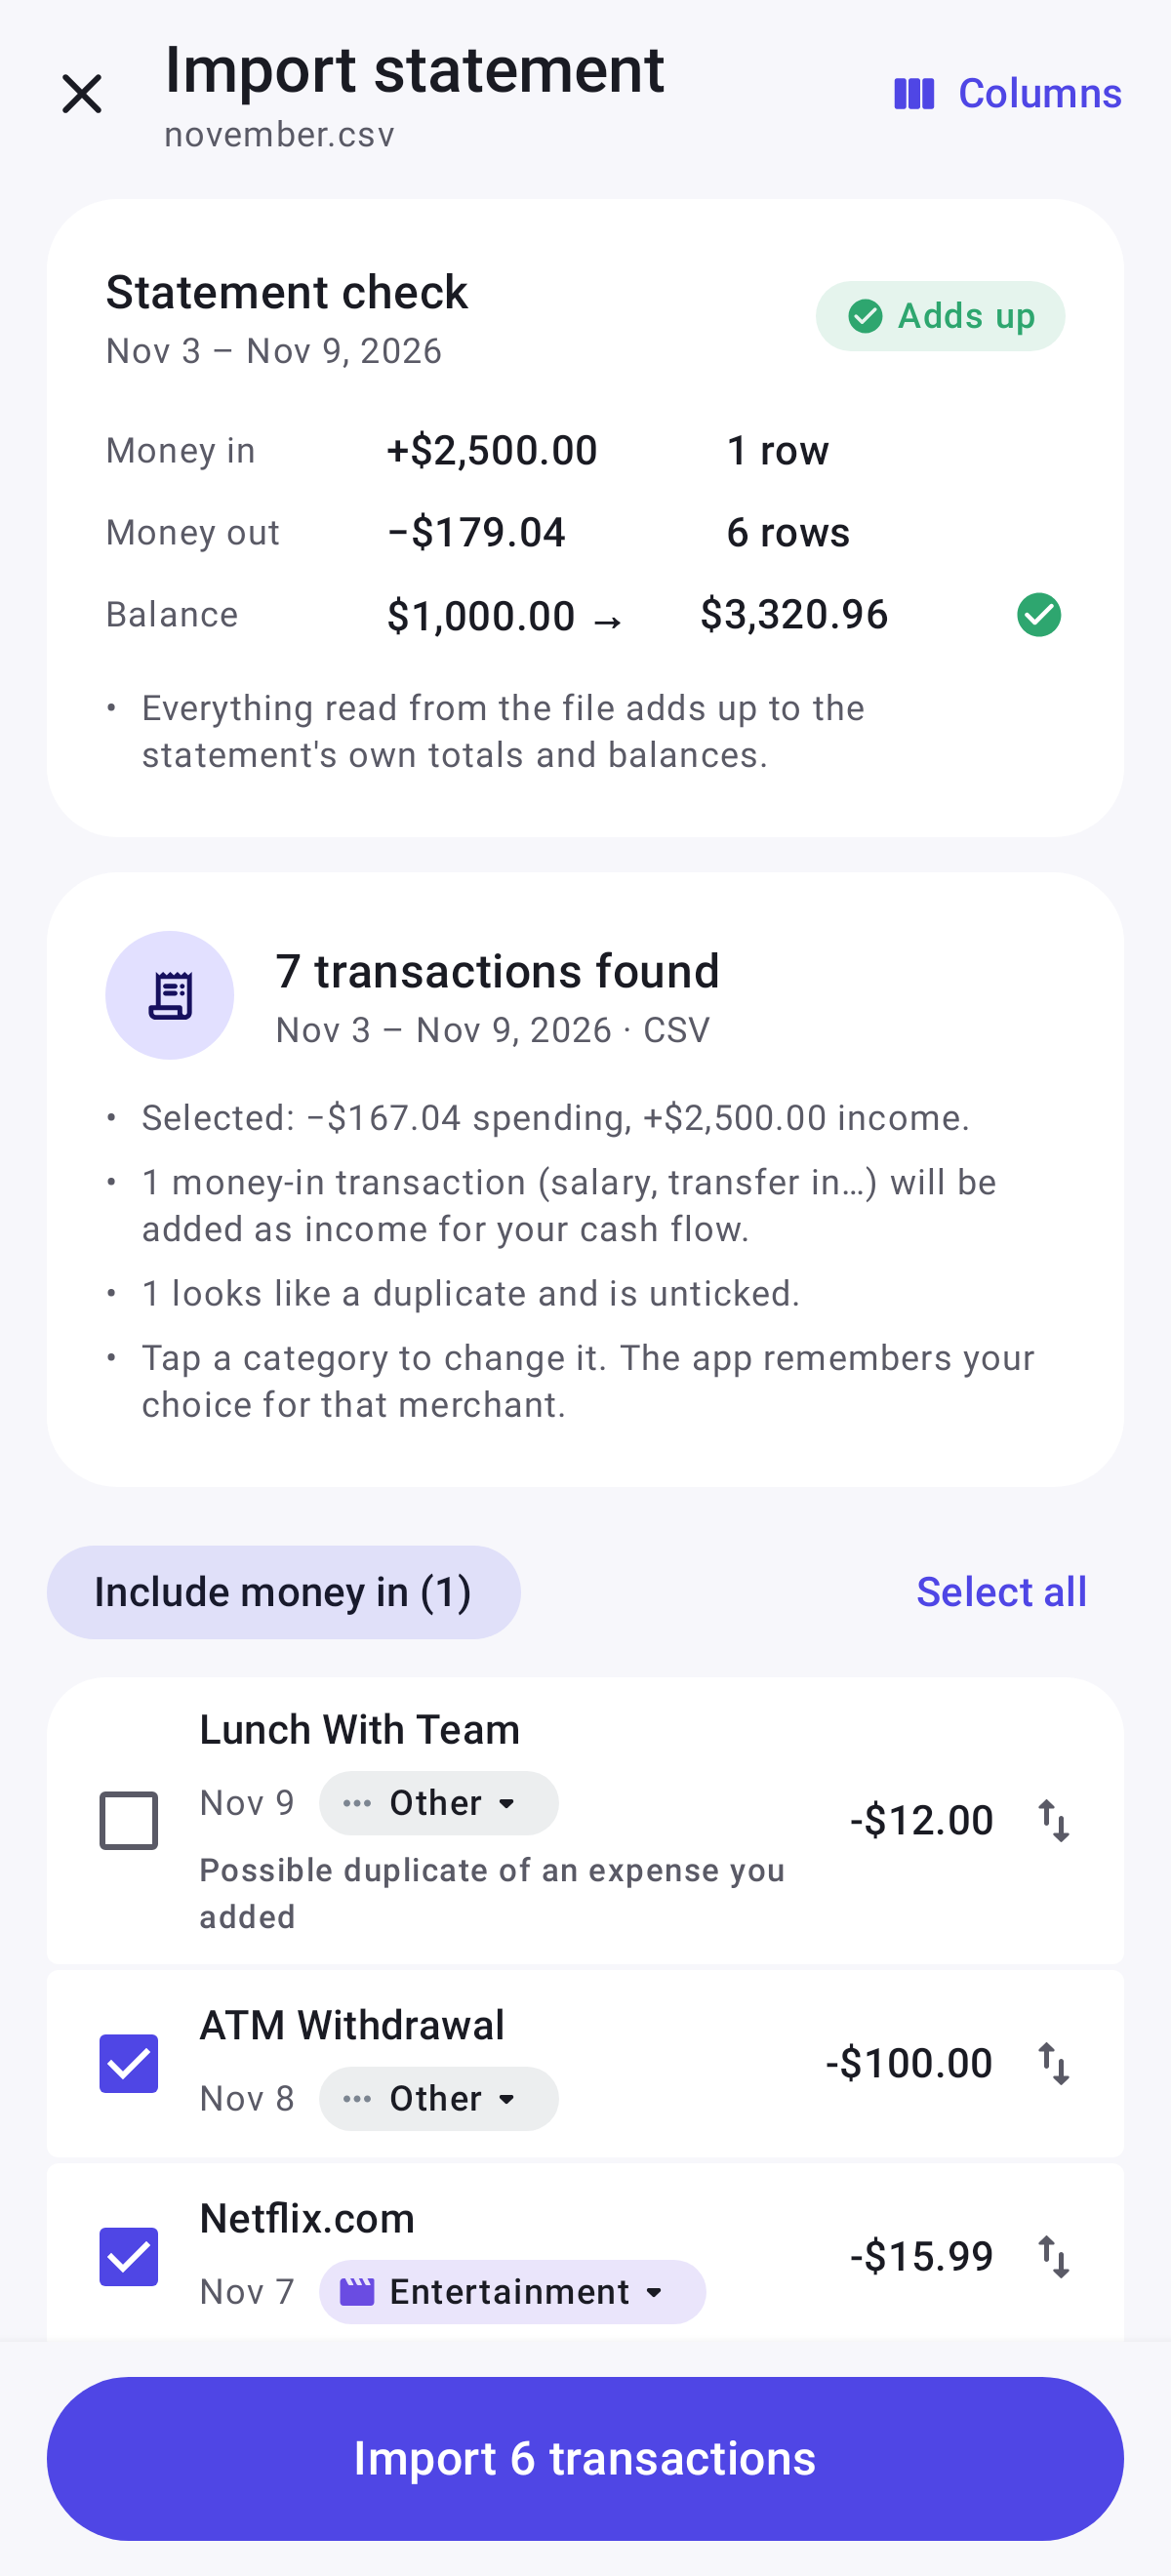 Import statement
november.csv
Columns
Statement check
Nov 3 – Nov 9, 2026
Adds up
Money in +$2,500.00 1 row
Money out −$179.04 6 rows
Balance $1,000.00 → $3,320.96
• Everything read from the file adds up to the
statement's own totals and balances.
7 transactions found
Nov 3 – Nov 9, 2026 · CSV
• Selected: −$167.04 spending, +$2,500.00 income.
• 1 money-in transaction (salary, transfer in…) will be
added as income for your cash flow.
• 1 looks like a duplicate and is unticked.
• Tap a category to change it. The app remembers your
choice for that merchant.
Include money in (1) Select all
Lunch With Team
Nov 9 Other -$12.00
Possible duplicate of an expense you
added
ATM Withdrawal
Nov 8 Other -$100.00
Netflix.com
Nov 7 Entertainment -$15.99
Import 6 transactions